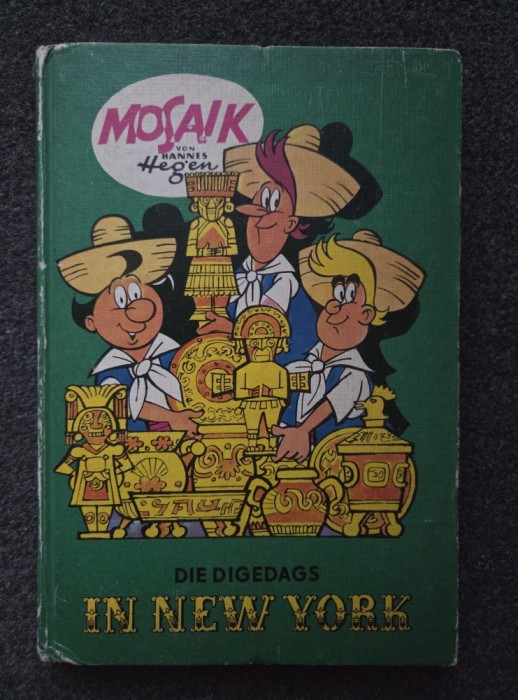 MOSAIK
VON
HANNES
Hegen
DIE DIGEDAGS
IN NEW YORK